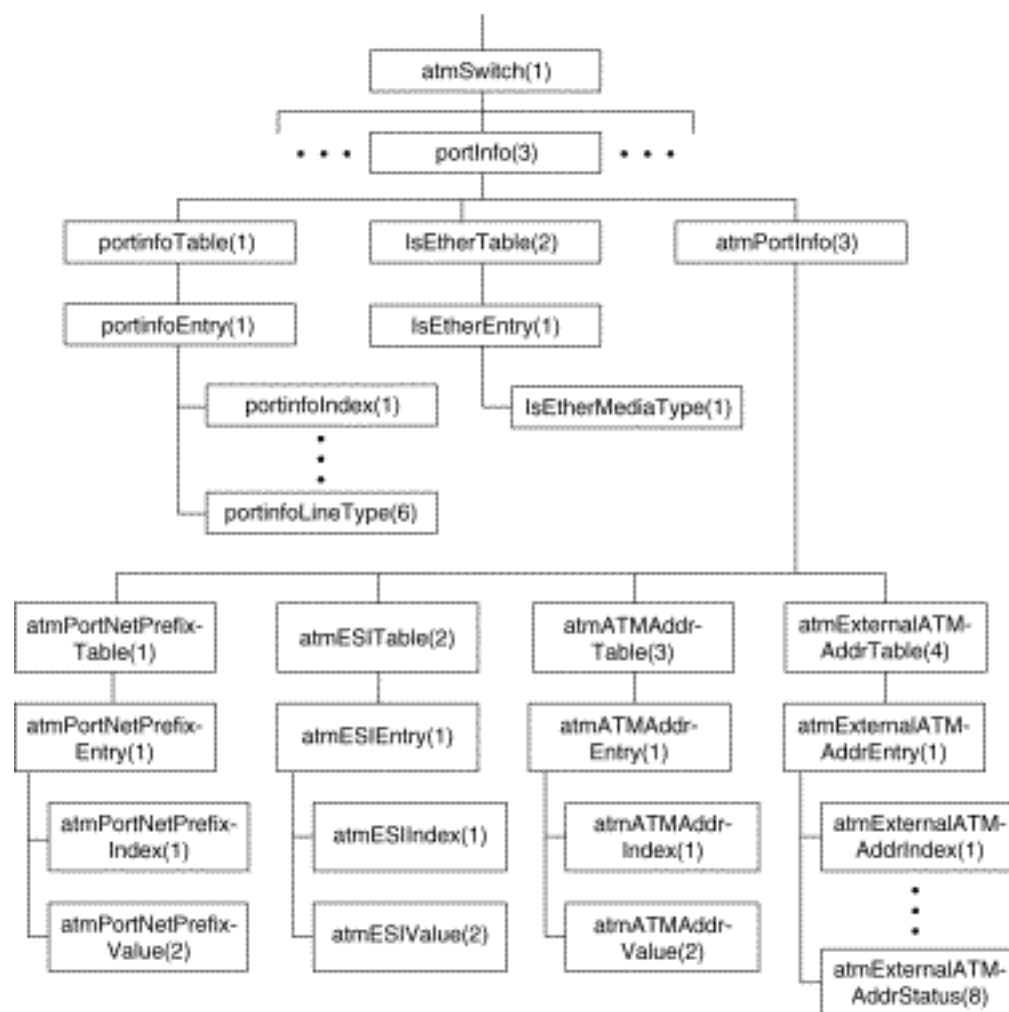 atmSwitch(1)
portInfo(3)
portinfoTable(1)
IsEtherTable(2)
atmPortInfo(3)
portinfoEntry(1)
IsEtherEntry(1)
portinfoIndex(1)
IsEtherMediaType(1)
portinfoLineType(6)
atmPortNetPrefix-
Table(1)
atmESITable(2)
atmATMAddr-
Table(3)
atmExternalATM-
AddrTable(4)
atmPortNetPrefix-
Entry(1)
atmESIEntry(1)
atmATMAddr-
Entry(1)
atmExternalATM-
AddrEntry(1)
atmPortNetPrefix-
Index(1)
atmESIIndex(1)
atmATMAddr-
Index(1)
atmExternalATM-
AddrIndex(1)
atmPortNetPrefix-
Value(2)
atmESIValue(2)
atmATMAddr-
Value(2)
atmExternalATM-
AddrStatus(8)